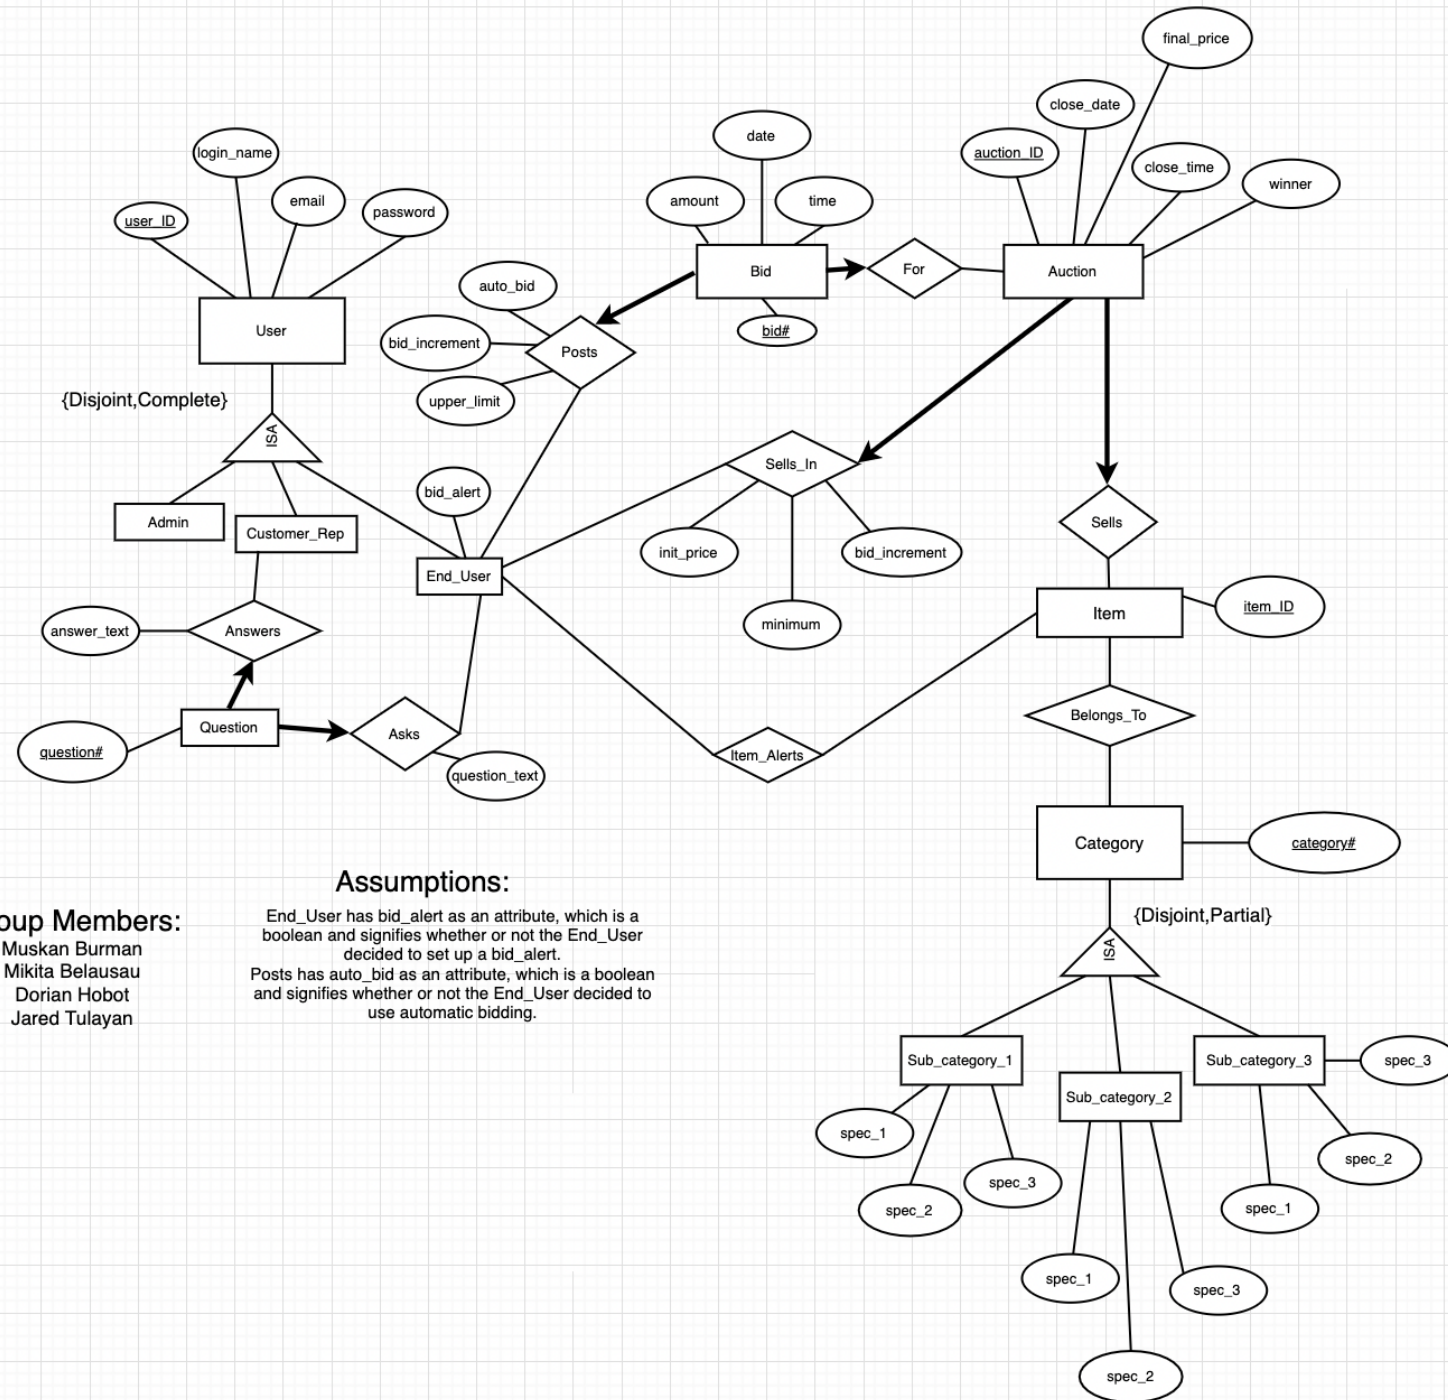 final_price
close_date
date
login_name
auction_ID
close_time
winner
email
amount
time
user_ID
password
Bid
For
Auction
auto_bid
User
bid#
bid_increment
Posts
{Disjoint,Complete}
upper_limit
ISA
Sells_In
bid_alert
Admin
Customer_Rep
Sells
init_price
bid_increment
End_User
item_ID
Item
minimum
answer_text
Answers
Belongs_To
Question
Asks
question#
Item_Alerts
question_text
Category
category#
Assumptions:
End_User has bid_alert as an attribute, which is a
boolean and signifies whether or not the End_User
decided to set up a bid_alert.
Posts has auto_bid as an attribute, which is a boolean
and signifies whether or not the End_User decided to
use automatic bidding.
oup Members:
Muskan Burman
Mikita Belausau
Dorian Hobot
Jared Tulayan
{Disjoint,Partial}
ISA
Sub_category_1
Sub_category_3
spec_3
Sub_category_2
spec_1
spec_2
spec_3
spec_2
spec_1
spec_1
spec_3
spec_2